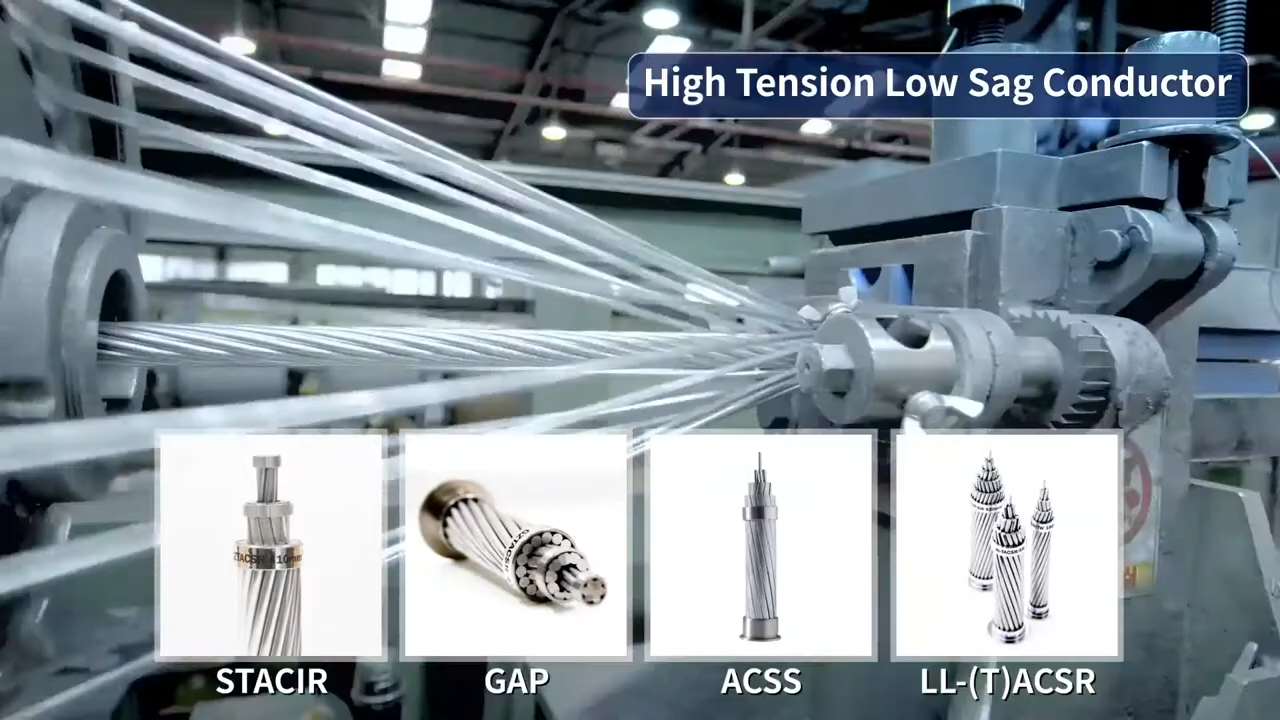 High Tension Low Sag Conductor
STACIR
GAP
ACSS
LL-(T)ACSR